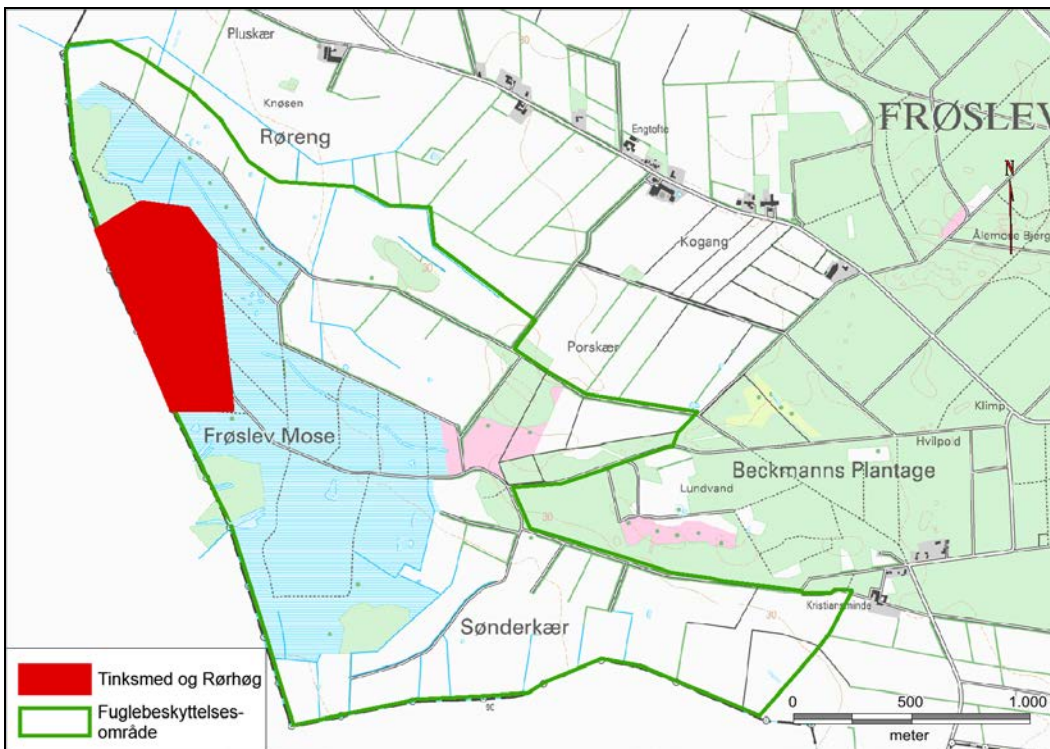 Pluskær
Knøsen
Røreng
Engtofte
FRØSLEV
N
Ålemose Bjerg
Kogang
Porskær
Klimp
Hvilpold
Frøslev Mose
Beckmanns Plantage
Lundvand
Kristiansminde
Sønderkær
Tinksmed og Rørhøg
Fuglebeskyttelses-
område
0 500 1.000
meter